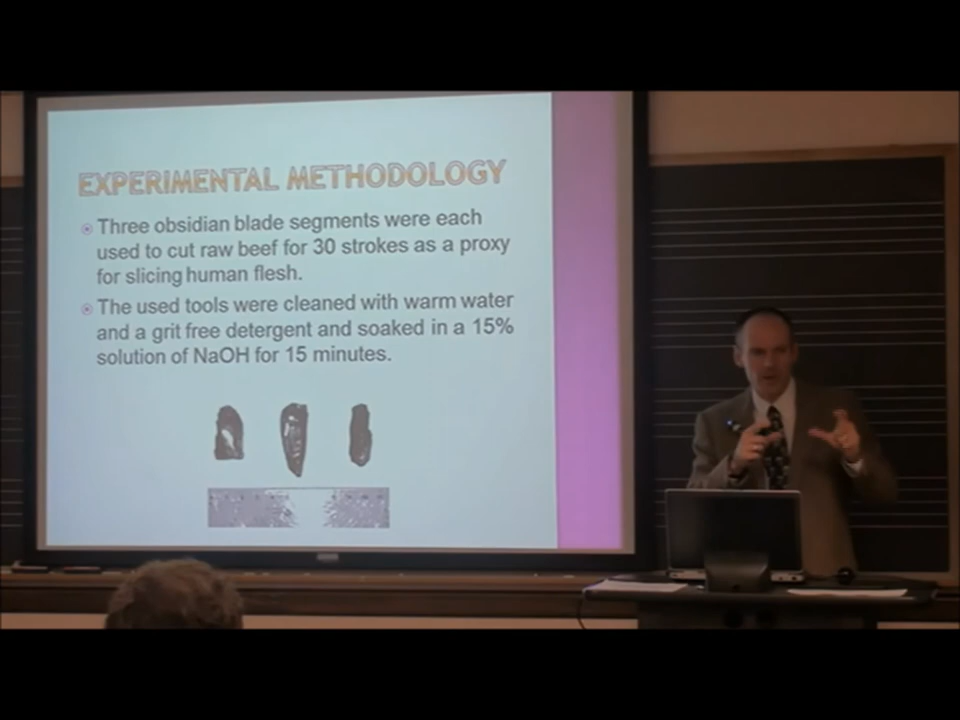 EXPERIMENTAL METHODOLOGY
Three obsidian blade segments were each
used to cut raw beef for 30 strokes as a proxy
for slicing human flesh.
The used tools were cleaned with warm water
and a grit free detergent and soaked in a 15%
solution of NaOH for 15 minutes.